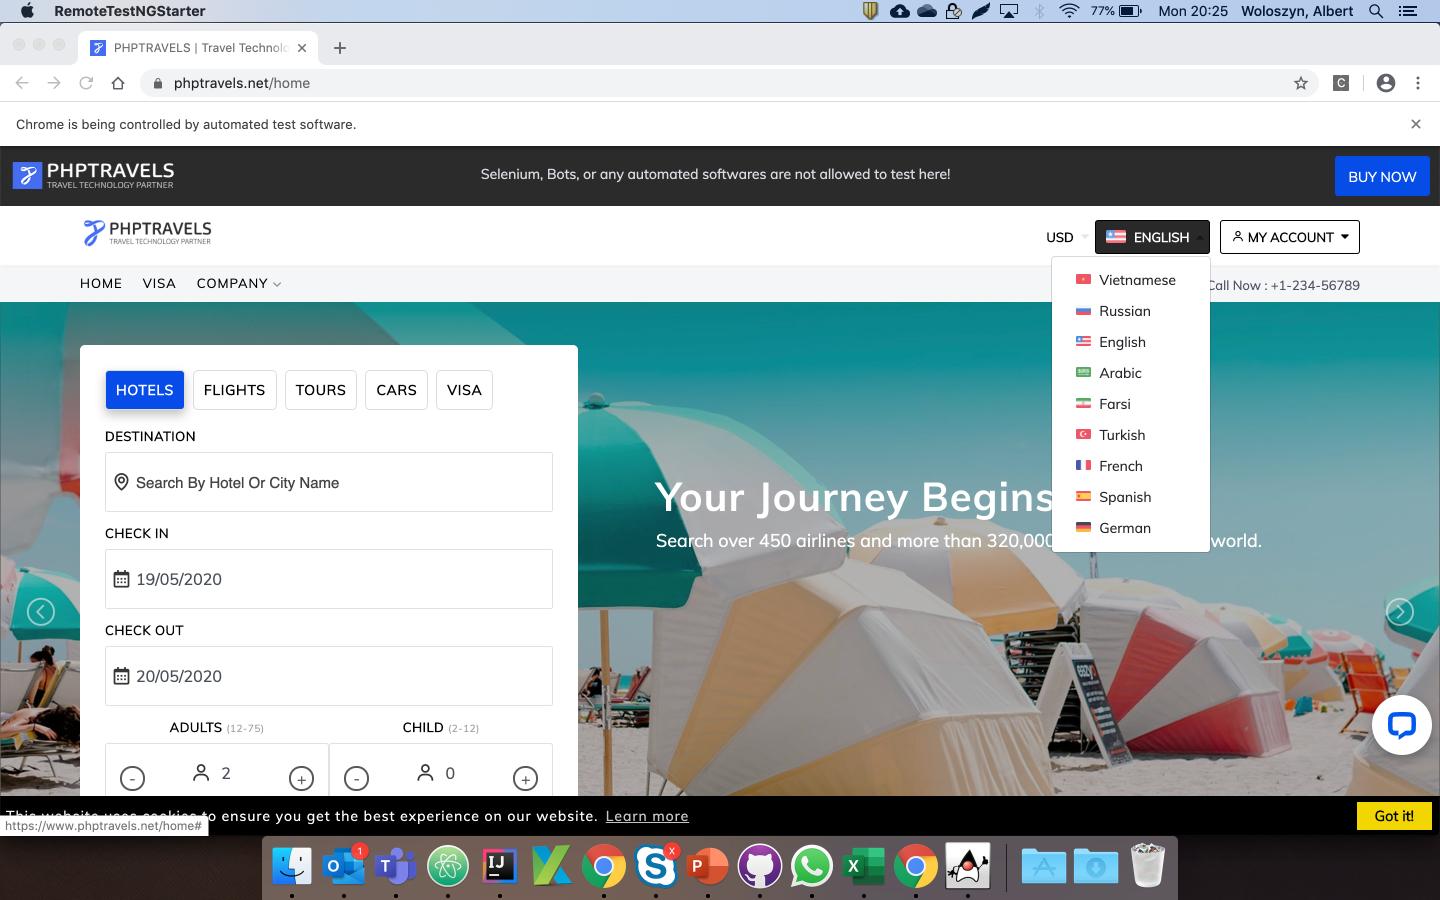 RemoteTestNGStarter
77%
Mon 20:25
Woloszyn, Albert
PHPTRAVELS | Travel Technolo
phptravels.net/home
C
Chrome is being controlled by automated test software.
PHPTRAVELS
TRAVEL TECHNOLOGY PARTNER
Selenium, Bots, or any automated softwares are not allowed to test here!
BUY NOW
PHPTRAVELS
TRAVEL TECHNOLOGY PARTNER
USD
ENGLISH
MY ACCOUNT
HOME
VISA
COMPANY
Call Now : +1-234-56789
Vietnamese
Russian
English
Arabic
Farsi
Turkish
French
Spanish
German
HOTELS
FLIGHTS
TOURS
CARS
VISA
DESTINATION
Search By Hotel Or City Name
CHECK IN
19/05/2020
CHECK OUT
20/05/2020
ADULTS (12-75)
CHILD (2-12)
- 2 +
- 0 +
Your Journey Begins
Search over 450 airlines and more than 320,000
world.
This website uses cookies to ensure you get the best experience on our website. Learn more
Got it!
https://www.phptravels.net/home#
1
X